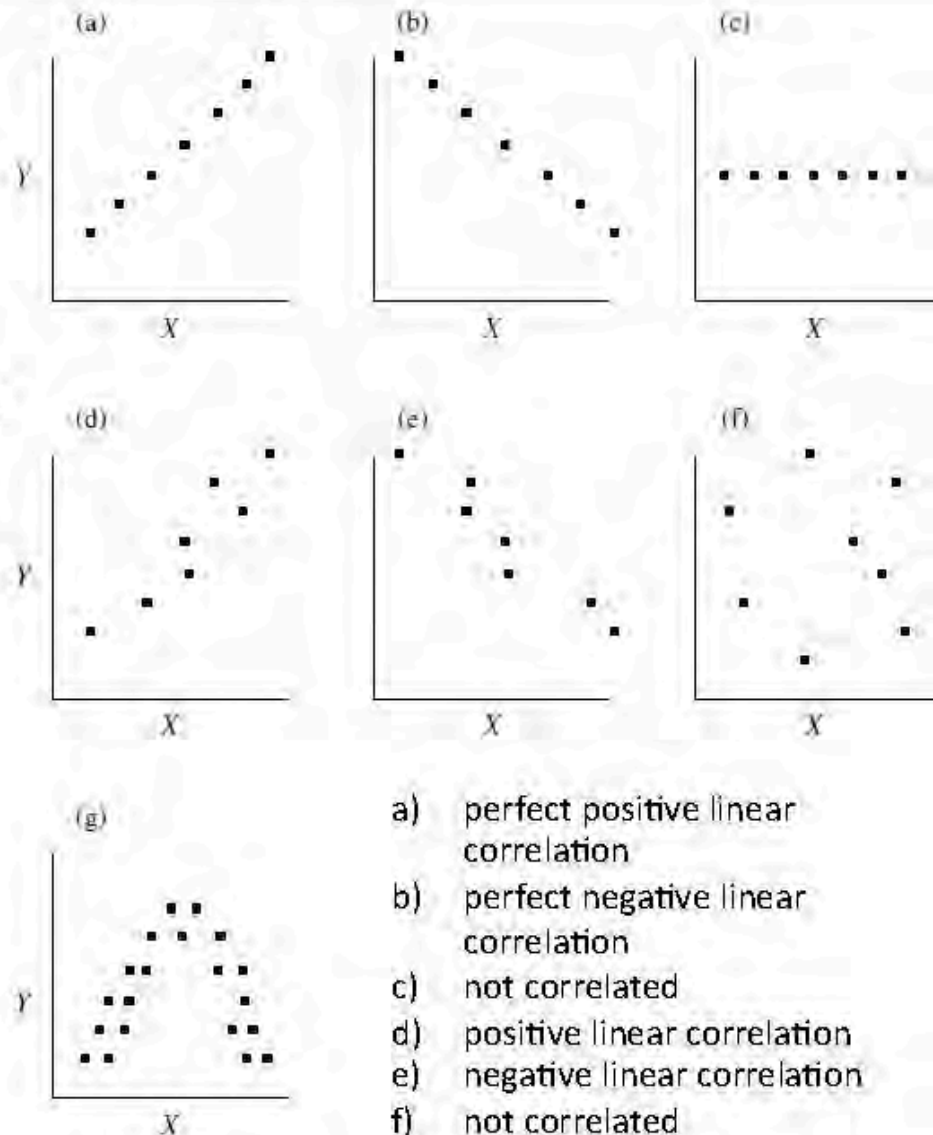 (a) (b) (c)
Y
X X X
(d) (e) (f)
Y
X X X
(g)
Y
X
a) perfect positive linear
correlation
b) perfect negative linear
correlation
c) not correlated
d) positive linear correlation
e) negative linear correlation
f) not correlated